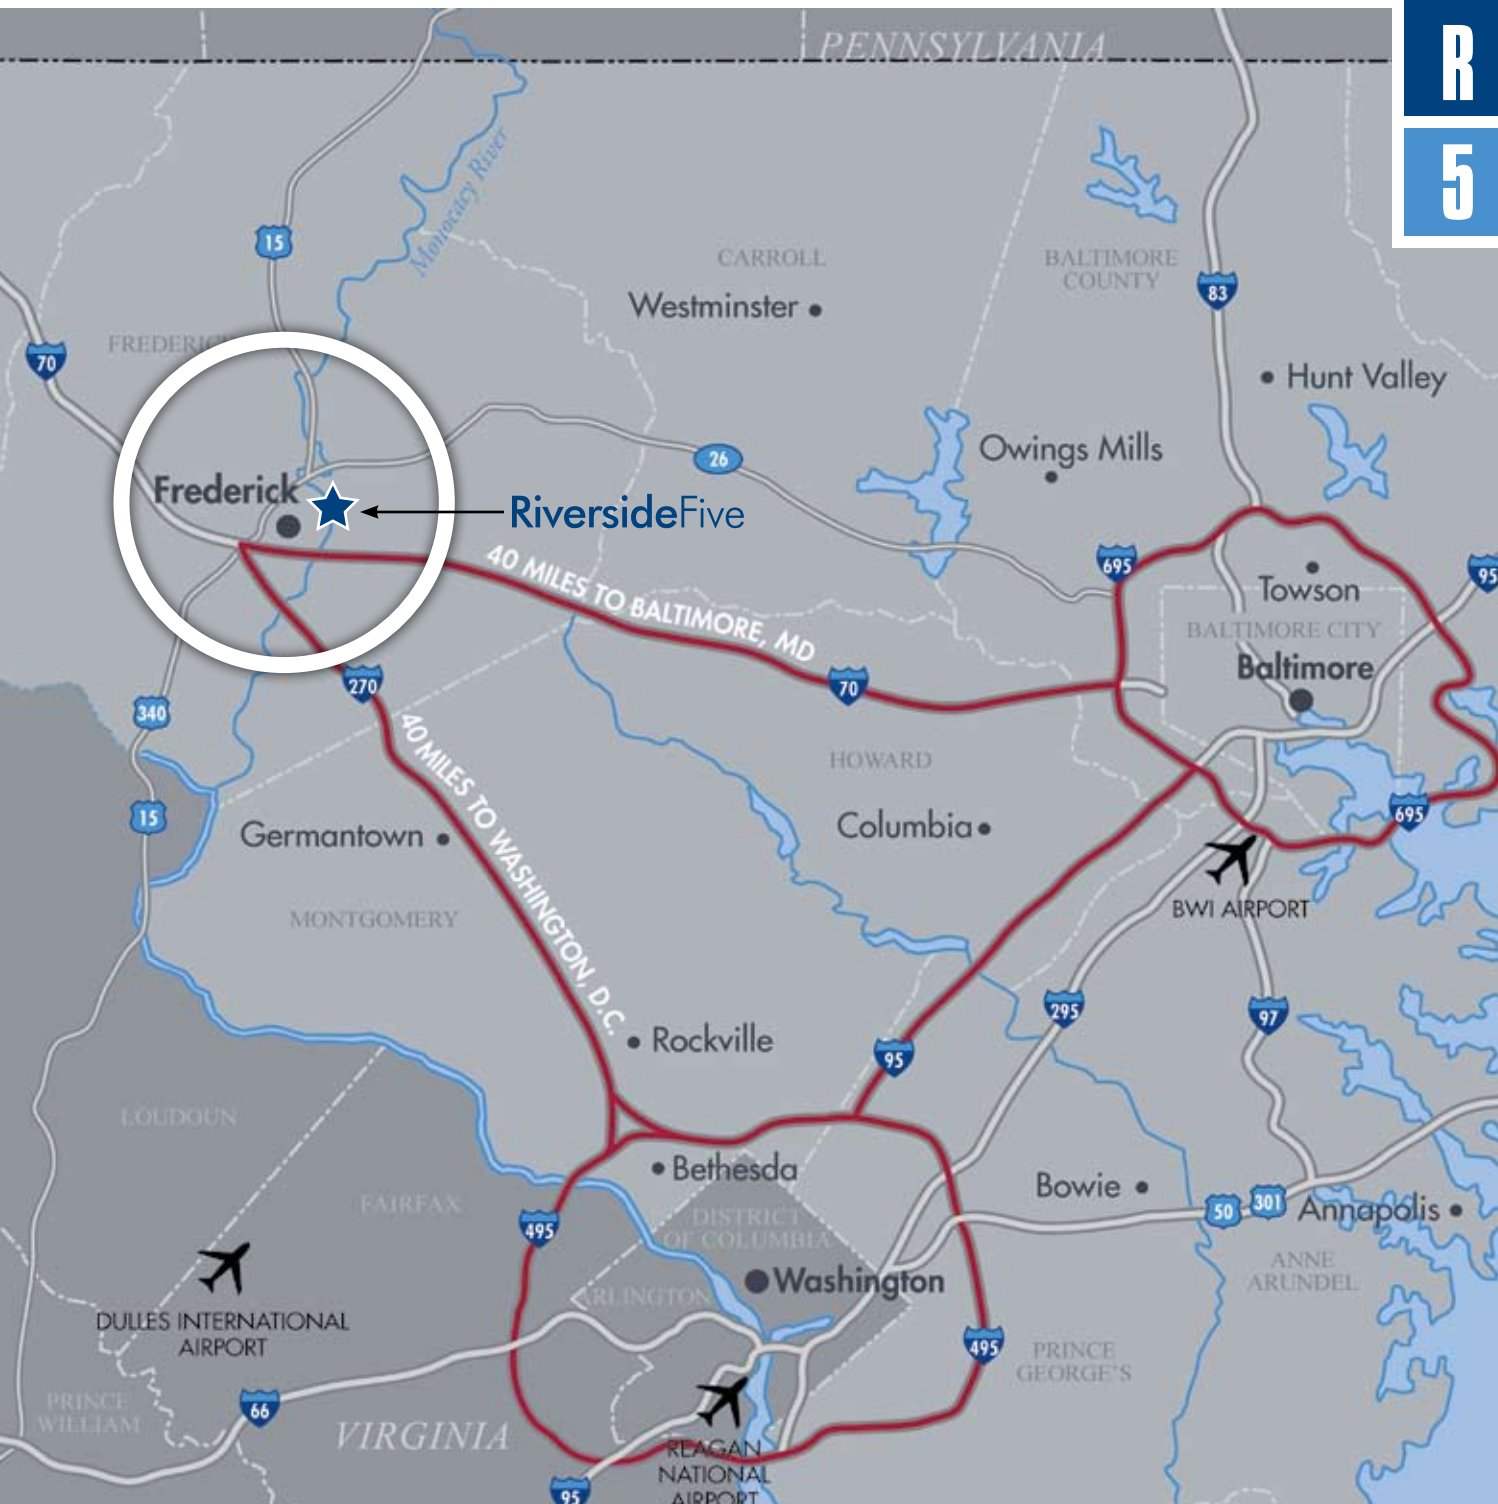 PENNSYLVANIA
R
5
Monocacy River
15
CARROLL
BALTIMORE
COUNTY
Westminster
83
70
FREDERICK
Hunt Valley
26
Owings Mills
Frederick
RiversideFive
40 MILES TO BALTIMORE, MD
695
95
Towson
BALTIMORE CITY
Baltimore
270
70
340
40 MILES TO WASHINGTON, D.C.
HOWARD
15
Germantown
Columbia
695
MONTGOMERY
BWI AIRPORT
295
97
Rockville
95
LOUDOUN
Bethesda
Bowie
FAIRFAX
495
DISTRICT
OF COLUMBIA
50
301
Annapolis
ANNE
ARUNDEL
Washington
ARLINGTON
DULLES INTERNATIONAL
AIRPORT
495
PRINCE
GEORGE'S
PRINCE
WILLIAM
66
VIRGINIA
REAGAN
NATIONAL
AIRPORT
95